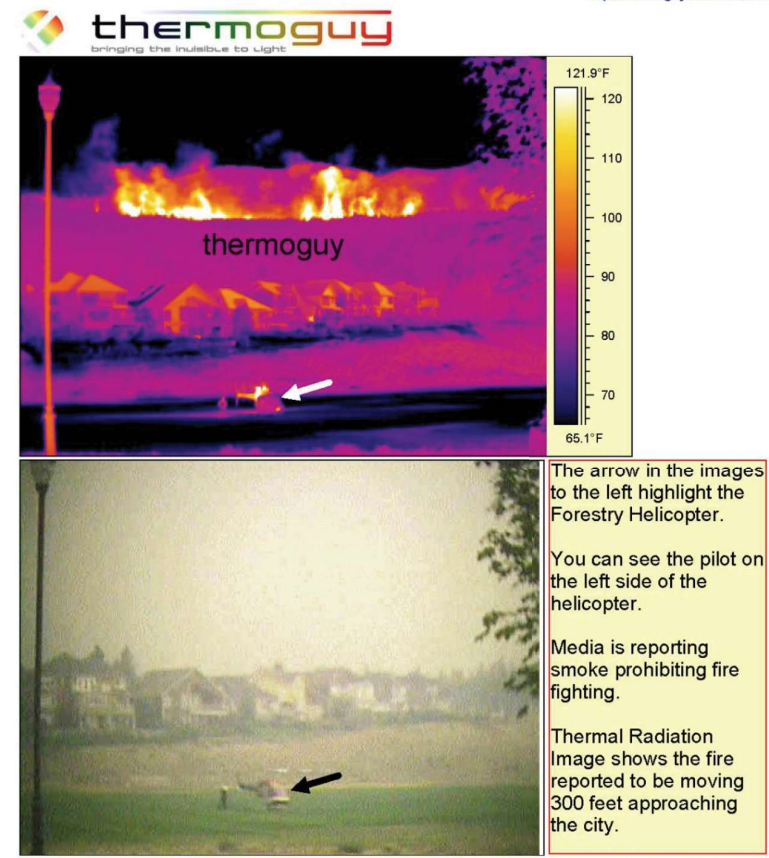 thermoguy
bringing the invisible to light
121.9°F
120
110
100
90
80
70
65.1°F
thermoguy
The arrow in the images
to the left highlight the
Forestry Helicopter.
You can see the pilot on
the left side of the
helicopter.
Media is reporting
smoke prohibiting fire
fighting.
Thermal Radiation
Image shows the fire
reported to be moving
300 feet approaching
the city.